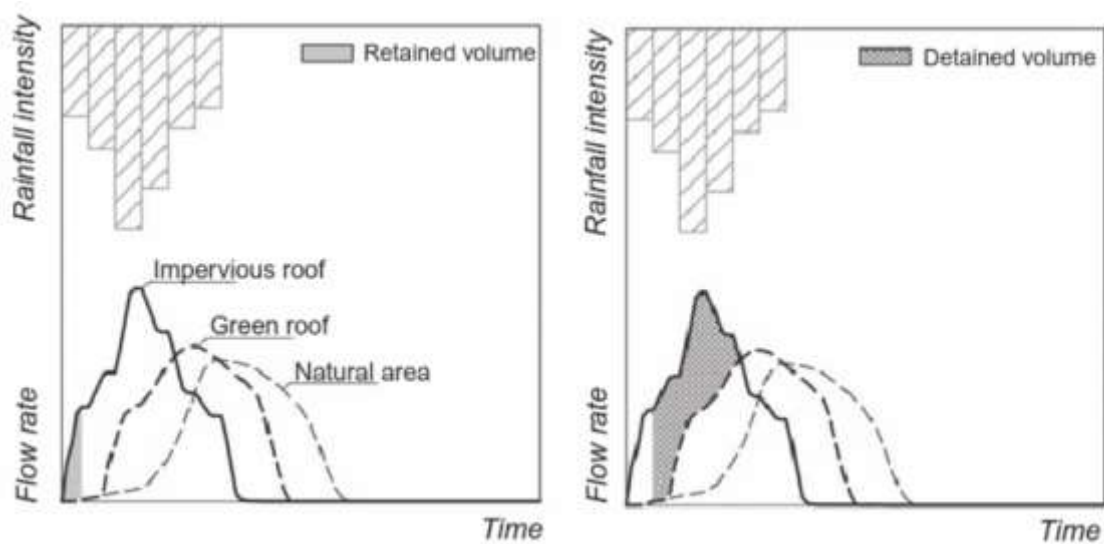 Rainfall intensity
Retained volume
Impervious roof
Green roof
Natural area
Flow rate
Time
Rainfall intensity
Detained volume
Flow rate
Time